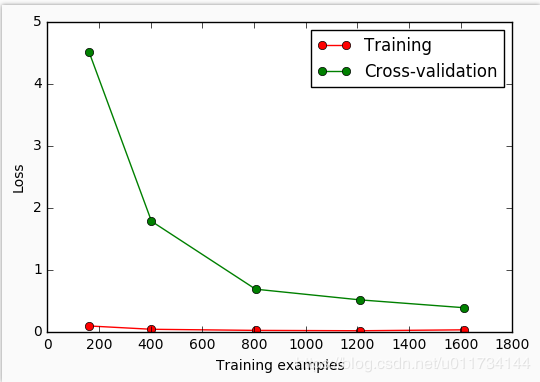 5
Training
Cross-validation
4
3
Loss
2
1
0
0 200 400 600 800 1000 1200 1400 1600 1800
Training examples
https://blog.csdn.net/u011734144